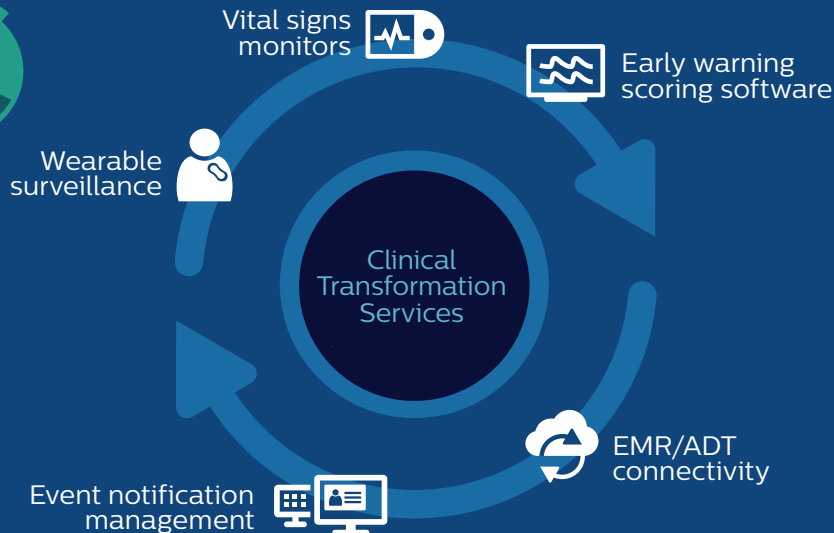 Vital signs
monitors
Early warning
scoring software
Wearable
surveillance
Clinical
Transformation
Services
EMR/ADT
connectivity
Event notification
management